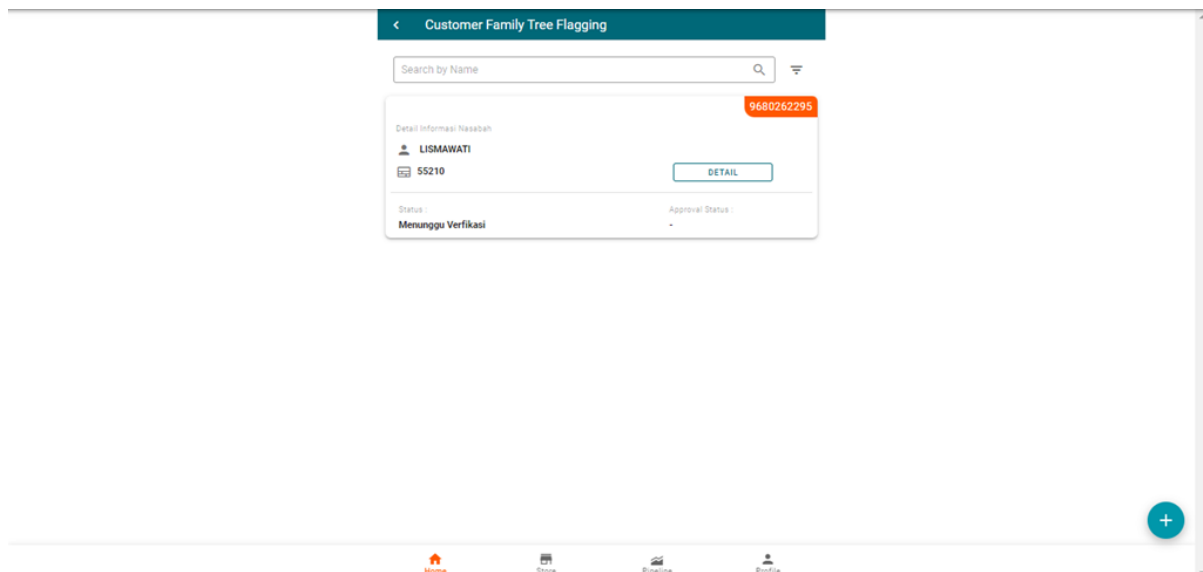 Customer Family Tree Flagging
Search by Name
9680262295
Detail Informasi Nasabah
LISMAWATI
55210
DETAIL
Status :
Approval Status :
Menunggu Verfikasi
-
Home
Store
Pipeline
Profile